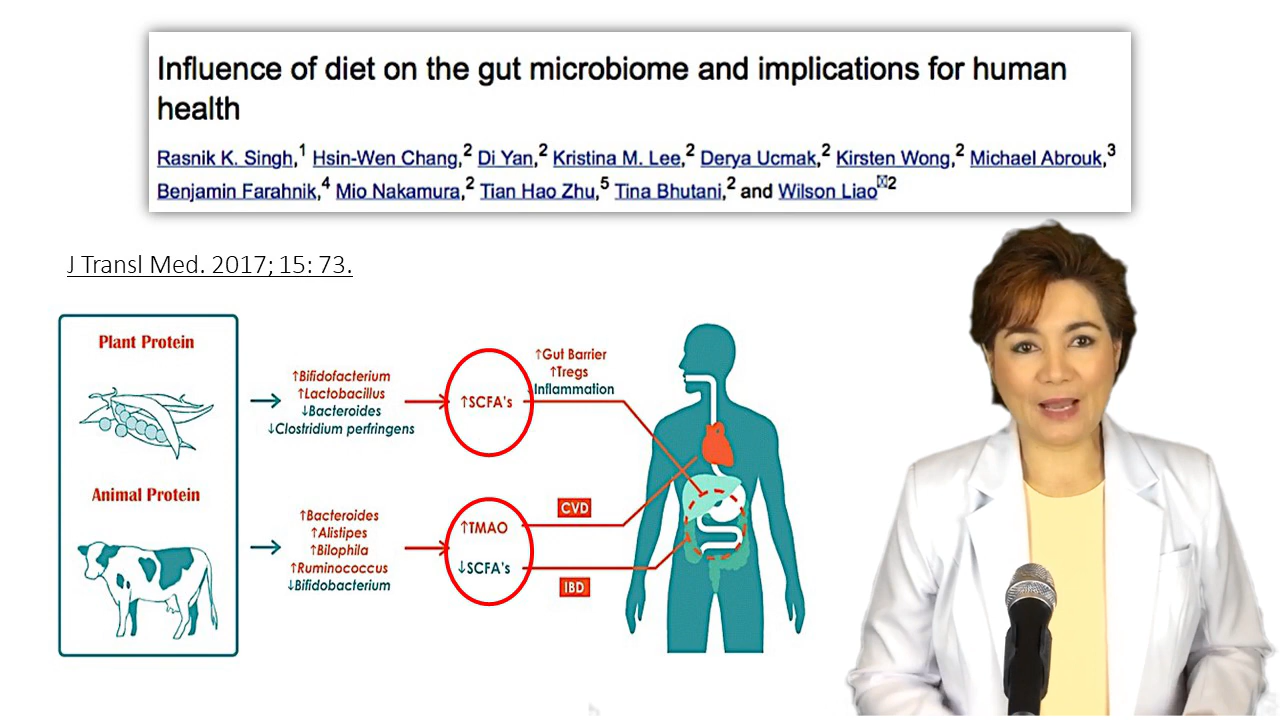 Influence of diet on the gut microbiome and implications for human
health
Rasnik K. Singh,1 Hsin-Wen Chang,2 Di Yan,2 Kristina M. Lee,2 Derya Ucmak,2 Kirsten Wong,2 Michael Abrouk,3
Benjamin Farahnik,4 Mio Nakamura,2 Tian Hao Zhu,5 Tina Bhutani,2 and Wilson Liao2
J Transl Med. 2017; 15: 73.
Plant Protein
↑Bifidofacterium
↑Lactobacillus
↓Bacteroides
↓Clostridium perfringens
↑SCFA's
↑Gut Barrier
↑Tregs
Inflammation
Animal Protein
↑Bacteroides
↑Alistipes
↑Bilophila
↑Ruminococcus
↓Bifidobacterium
↑TMAO
↓SCFA's
CVD
IBD